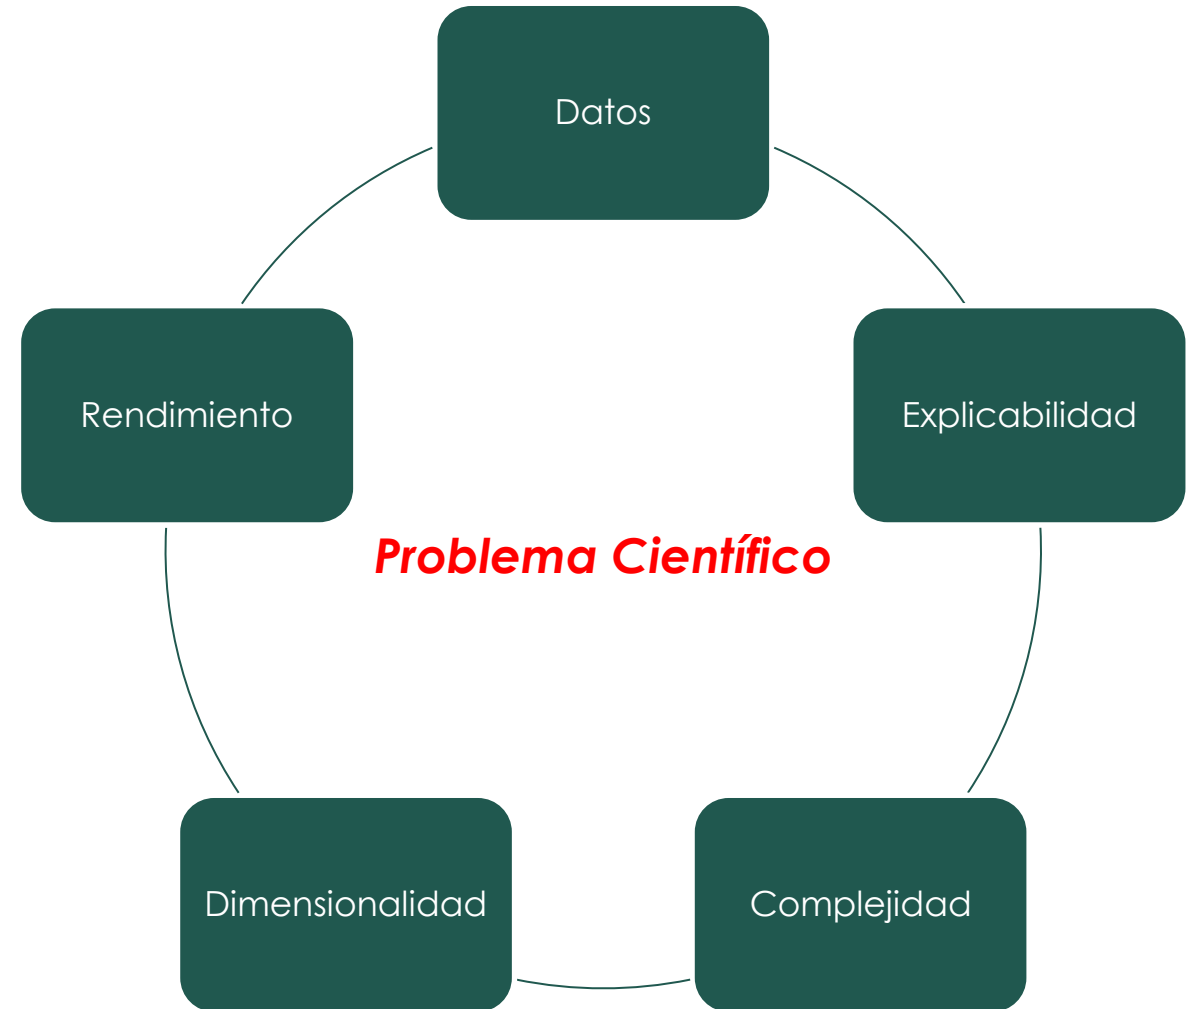 Datos
Rendimiento
Explicabilidad
Problema Científico
Dimensionalidad
Complejidad